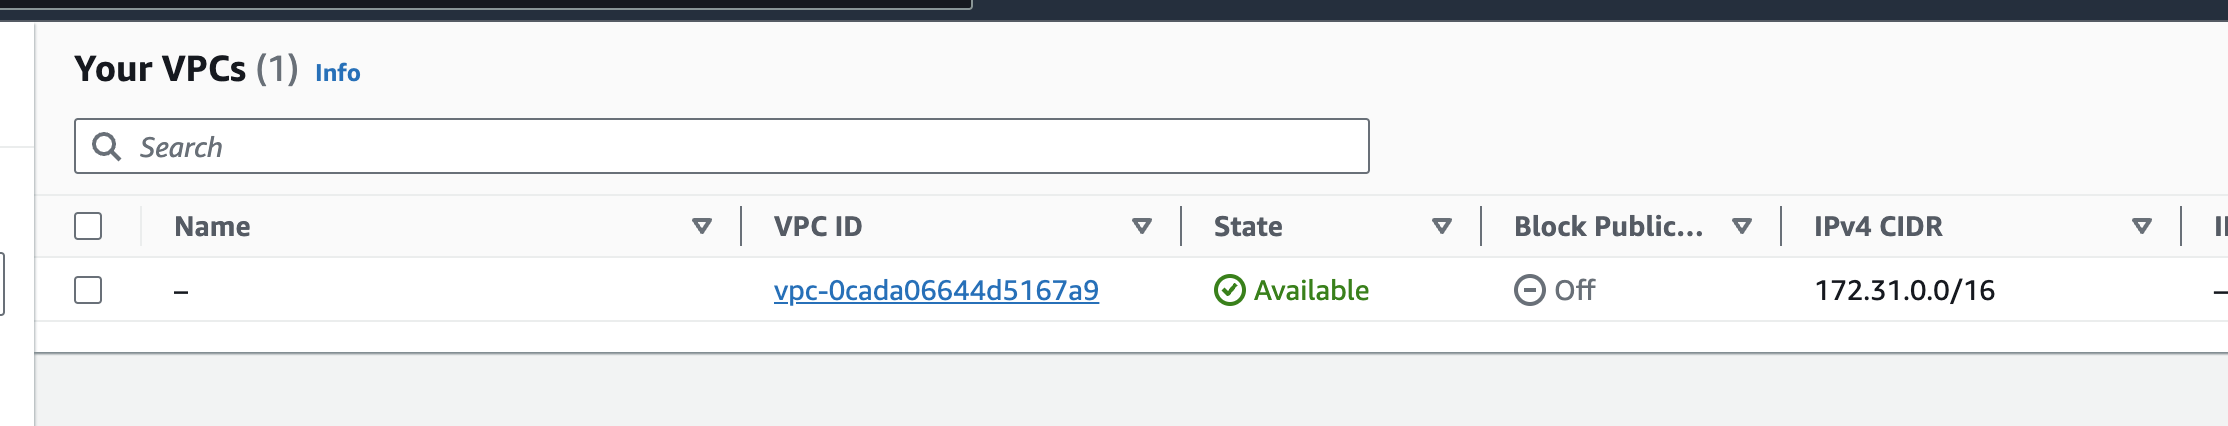 Your VPCs (1) Info
Search
Name VPC ID State Block Public... IPv4 CIDR
– vpc-0cada06644d5167a9 Available Off 172.31.0.0/16 –